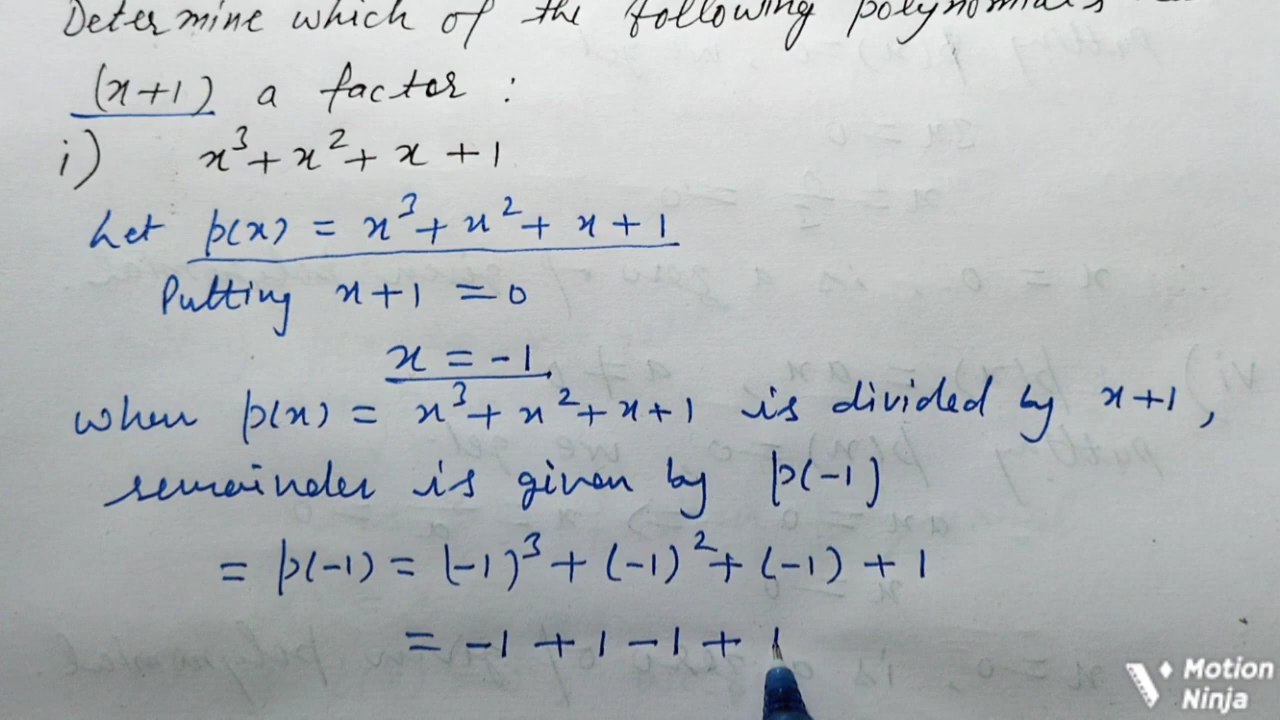 Determine which of the following polynomials
(x+1) a factor :
i) x³ + x² + x + 1
Let p(x) = x³ + x² + x + 1
Putting x+1 = 0
x = -1
when p(x) = x³ + x² + x + 1 is divided by x+1,
remainder is given by p(-1)
= p(-1) = (-1)³ + (-1)² + (-1) + 1
= -1 + 1 - 1 + 1
Motion
Ninja